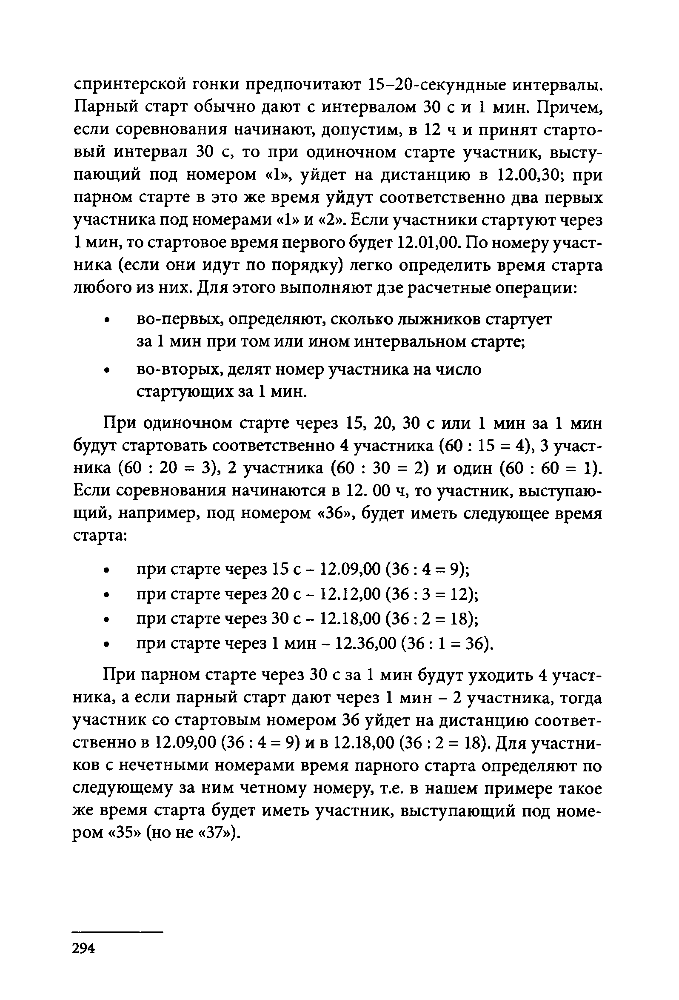 спринтерской гонки предпочитают 15–20-секундные интервалы.
Парный старт обычно дают с интервалом 30 с и 1 мин. Причем,
если соревнования начинают, допустим, в 12 ч и принят старто-
вый интервал 30 с, то при одиночном старте участник, высту-
пающий под номером «1», уйдет на дистанцию в 12.00,30; при
парном старте в это же время уйдут соответственно два первых
участника под номерами «1» и «2». Если участники стартуют через
1 мин, то стартовое время первого будет 12.01,00. По номеру участ-
ника (если они идут по порядку) легко определить время старта
любого из них. Для этого выполняют две расчетные операции:
• во-первых, определяют, сколько лыжников стартует
за 1 мин при том или ином интервальном старте;
• во-вторых, делят номер участника на число
стартующих за 1 мин.
При одиночном старте через 15, 20, 30 с или 1 мин за 1 мин
будут стартовать соответственно 4 участника (60 : 15 = 4), 3 участ-
ника (60 : 20 = 3), 2 участника (60 : 30 = 2) и один (60 : 60 = 1).
Если соревнования начинаются в 12. 00 ч, то участник, выступаю-
щий, например, под номером «36», будет иметь следующее время
старта:
• при старте через 15 с – 12.09,00 (36 : 4 = 9);
• при старте через 20 с – 12.12,00 (36 : 3 = 12);
• при старте через 30 с – 12.18,00 (36 : 2 = 18);
• при старте через 1 мин – 12.36,00 (36 : 1 = 36).
При парном старте через 30 с за 1 мин будут уходить 4 участ-
ника, а если парный старт дают через 1 мин – 2 участника, тогда
участник со стартовым номером 36 уйдет на дистанцию соответ-
ственно в 12.09,00 (36 : 4 = 9) и в 12.18,00 (36 : 2 = 18). Для участни-
ков с нечетными номерами время парного старта определяют по
следующему за ним четному номеру, т.е. в нашем примере такое
же время старта будет иметь участник, выступающий под номе-
ром «35» (но не «37»).
294